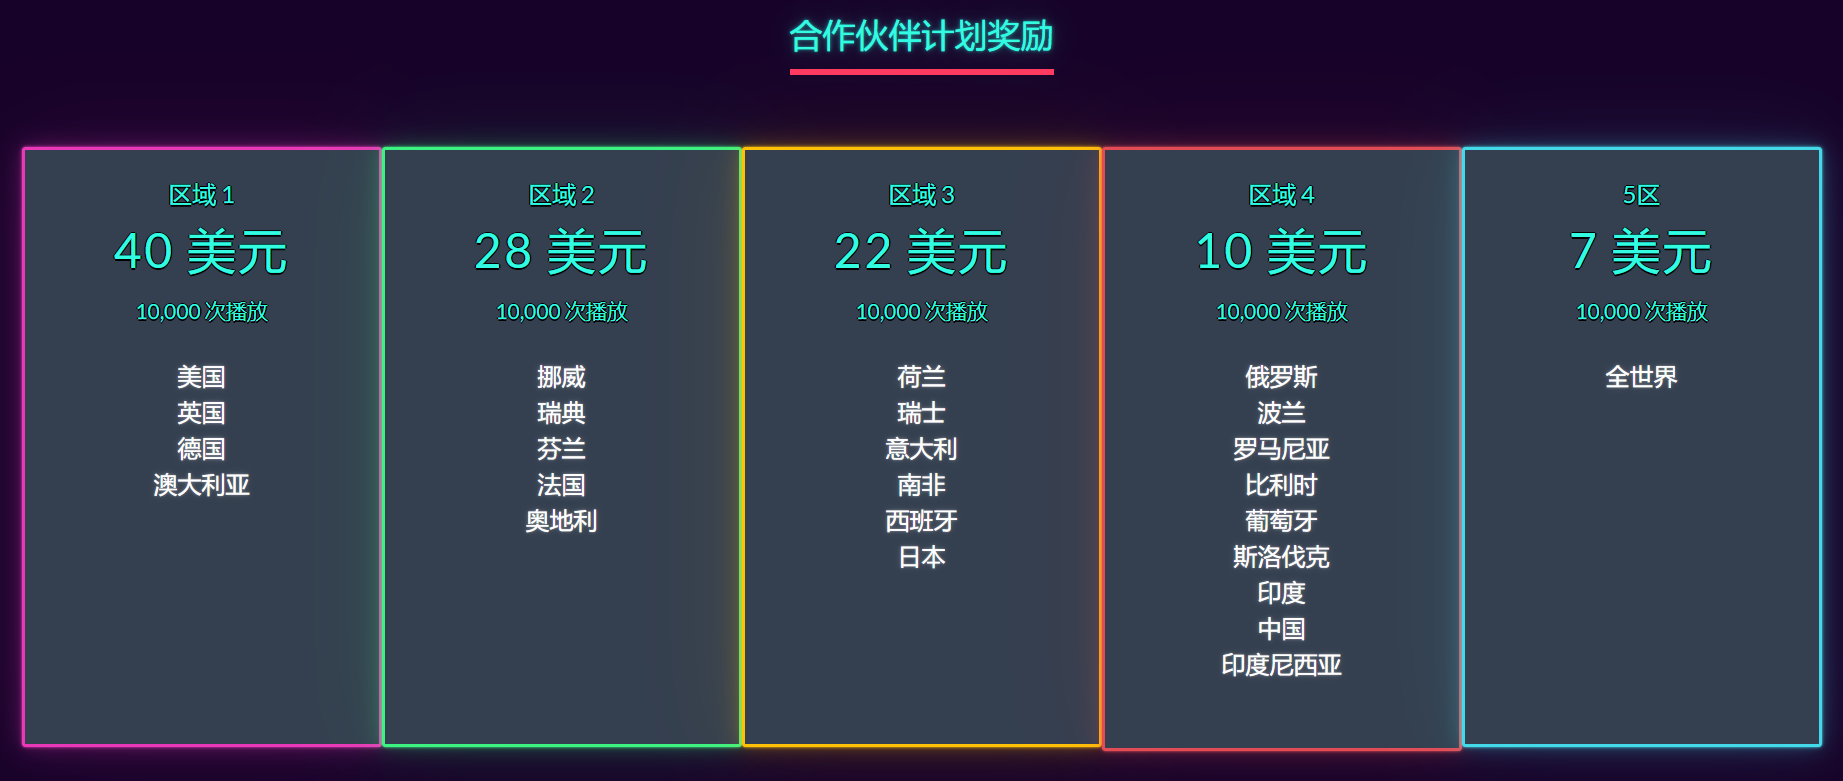 合作伙伴计划奖励
区域 1
40 美元
10,000 次播放
美国
英国
德国
澳大利亚
区域 2
28 美元
10,000 次播放
挪威
瑞典
芬兰
法国
奥地利
区域 3
22 美元
10,000 次播放
荷兰
瑞士
意大利
南非
西班牙
日本
区域 4
10 美元
10,000 次播放
俄罗斯
波兰
罗马尼亚
比利时
葡萄牙
斯洛伐克
印度
中国
印度尼西亚
5区
7 美元
10,000 次播放
全世界